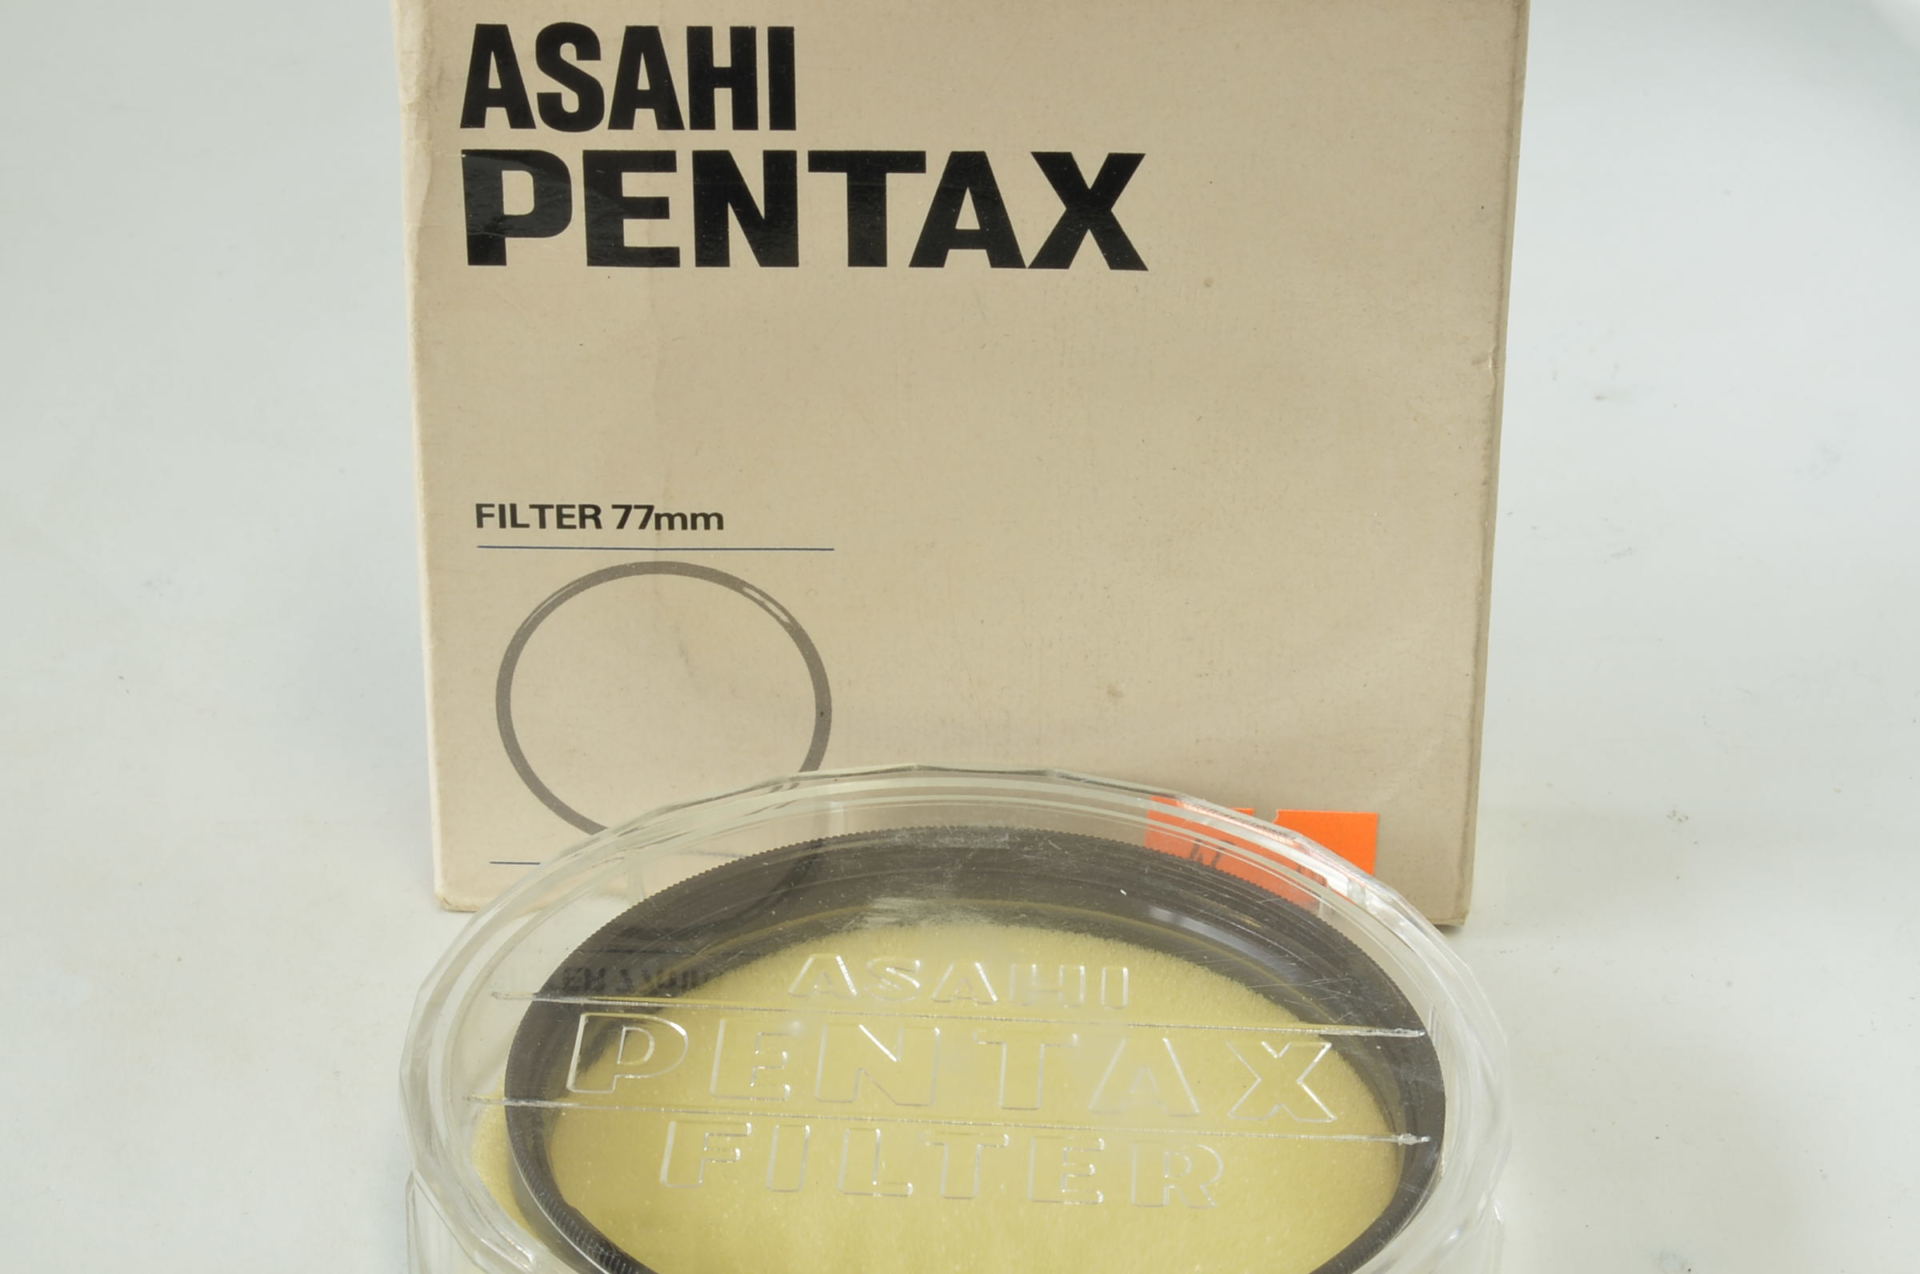 ASAHI
PENTAX
FILTER 77mm
ASAHI
PENTAX
FILTER